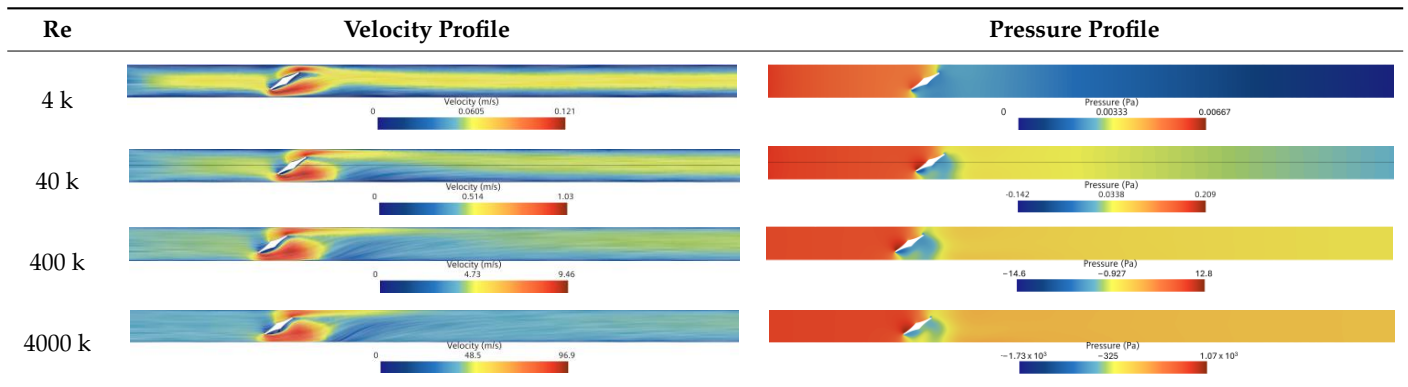 Re Velocity Profile Pressure Profile
4 k
Velocity (m/s)
0 0.0605 0.121
Pressure (Pa)
0 0.00333 0.00667
40 k
Velocity (m/s)
0 0.514 1.03
Pressure (Pa)
-0.142 0.0338 0.209
400 k
Velocity (m/s)
0 4.73 9.46
Pressure (Pa)
−14.6 −0.927 12.8
4000 k
Velocity (m/s)
0 48.5 96.9
Pressure (Pa)
−1.73 x 10³ −325 1.07 x 10³